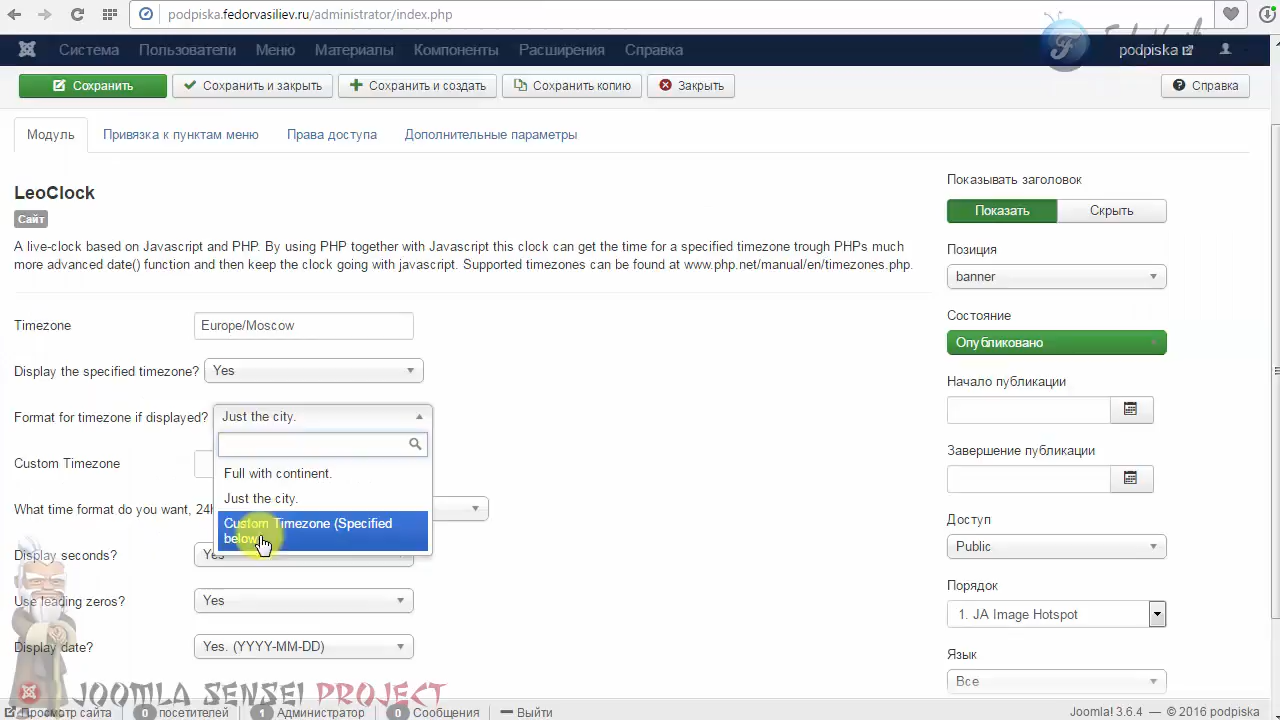 podpiska.fedorvasiliev.ru/administrator/index.php
Система Пользователи Меню Материалы Компоненты Расширения Справка podpiska
Сохранить Сохранить и закрыть Сохранить и создать Сохранить копию Закрыть Справка
Модуль Привязка к пунктам меню Права доступа Дополнительные параметры
LeoClock
Сайт
A live-clock based on Javascript and PHP. By using PHP together with Javascript this clock can get the time for a specified timezone trough PHPs much
more advanced date() function and then keep the clock going with javascript. Supported timezones can be found at www.php.net/manual/en/timezones.php.
Timezone Europe/Moscow
Display the specified timezone? Yes
Format for timezone if displayed? Just the city.
Full with continent.
Just the city.
Custom Timezone (Specified
below)
Custom Timezone
What time format do you want, 24
Display seconds? Yes
Use leading zeros? Yes
Display date? Yes. (YYYY-MM-DD)
Показывать заголовок
Показать Скрыть
Позиция
banner
Состояние
Опубликовано
Начало публикации
Завершение публикации
Доступ
Public
Порядок
1. JA Image Hotspot
Язык
Все
JOOMLA SENSEI PROJECT
Просмотр сайта 0 посетителей 1 Администратор 0 Сообщения Выйти Joomla! 3.6.4 — © 2016 podpiska